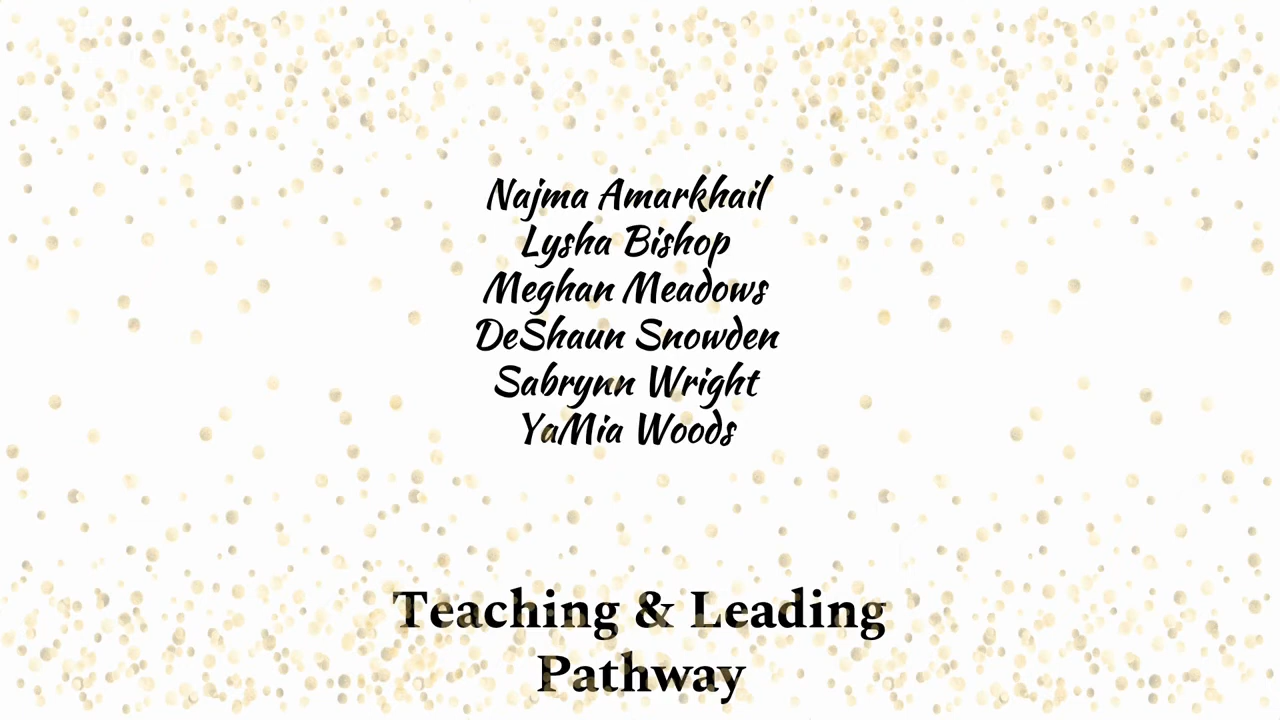 Najma Amarkhail
Lysha Bishop
Meghan Meadows
DeShaun Snowden
Sabrynn Wright
YaMia Woods
Teaching & Leading
Pathway